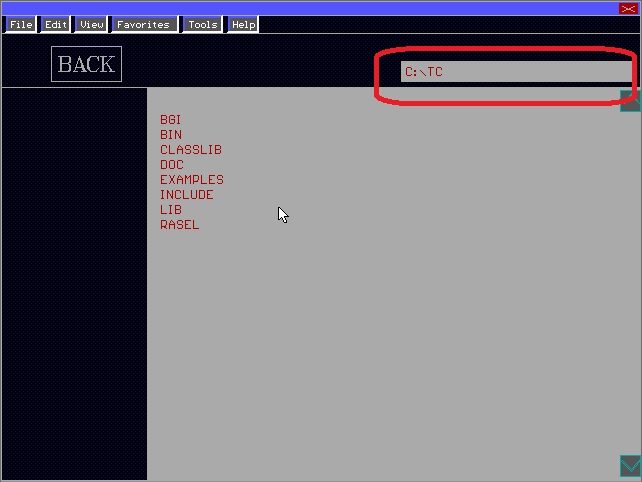 File Edit View Favorites Tools Help
BACK
C:\TC
BGI
BIN
CLASSLIB
DOC
EXAMPLES
INCLUDE
LIB
RASEL